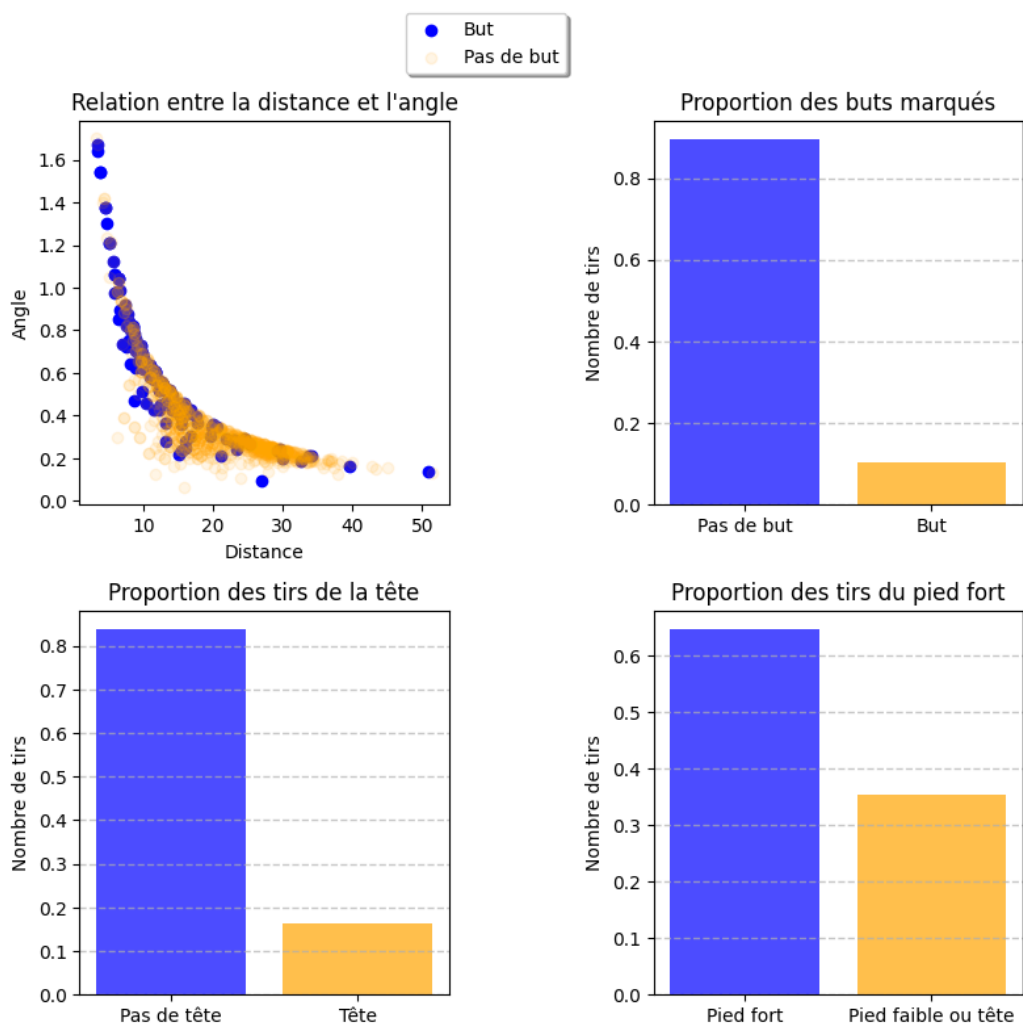 But
Pas de but
Relation entre la distance et l'angle
1.6
1.4
1.2
1.0
0.8
0.6
0.4
0.2
0.0
Angle
10 20 30 40 50
Distance
Proportion des buts marqués
0.8
0.6
0.4
0.2
0.0
Nombre de tirs
Pas de but But
Proportion des tirs de la tête
0.8
0.7
0.6
0.5
0.4
0.3
0.2
0.1
0.0
Nombre de tirs
Pas de tête Tête
Proportion des tirs du pied fort
0.6
0.5
0.4
0.3
0.2
0.1
0.0
Nombre de tirs
Pied fort Pied faible ou tête